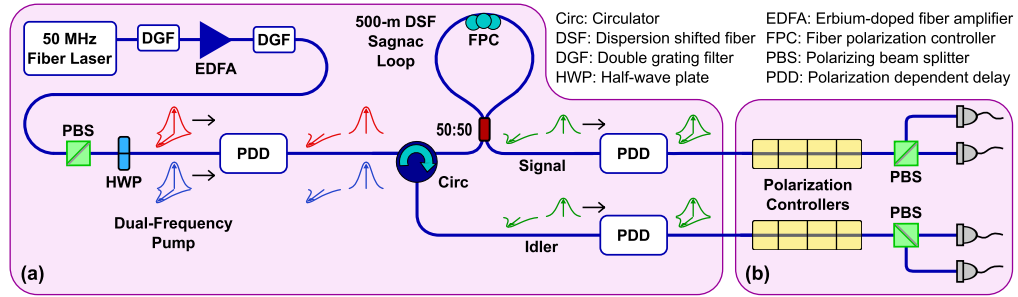 50 MHz
Fiber Laser
DGF
EDFA
DGF
500-m DSF
Sagnac
Loop
FPC
Circ: Circulator
DSF: Dispersion shifted fiber
DGF: Double grating filter
HWP: Half-wave plate
EDFA: Erbium-doped fiber amplifier
FPC: Fiber polarization controller
PBS: Polarizing beam splitter
PDD: Polarization dependent delay
PBS
HWP
PDD
Dual-Frequency
Pump
50:50
Circ
Signal
PDD
Idler
PDD
Polarization
Controllers
PBS
PBS
(a)
(b)